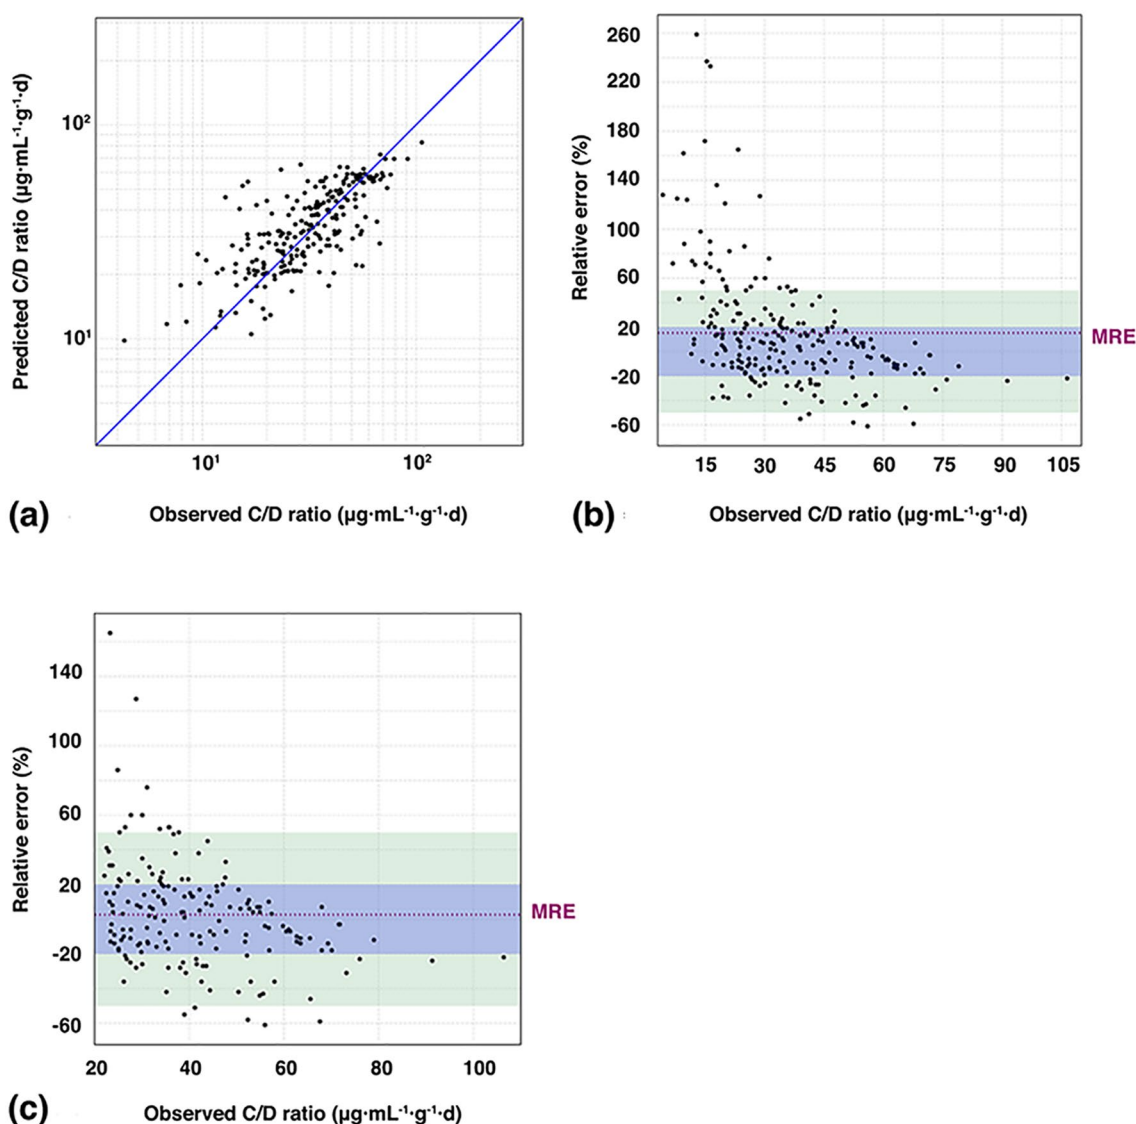 Predicted C/D ratio (µg·mL⁻¹·g⁻¹·d)
10²
10¹
10¹ 10²
(a) Observed C/D ratio (µg·mL⁻¹·g⁻¹·d)
Relative error (%)
260
220
180
140
100
60
20
-20
-60
MRE
15 30 45 60 75 90 105
(b) Observed C/D ratio (µg·mL⁻¹·g⁻¹·d)
Relative error (%)
140
100
60
20
-20
-60
MRE
20 40 60 80 100
(c) Observed C/D ratio (µg·mL⁻¹·g⁻¹·d)